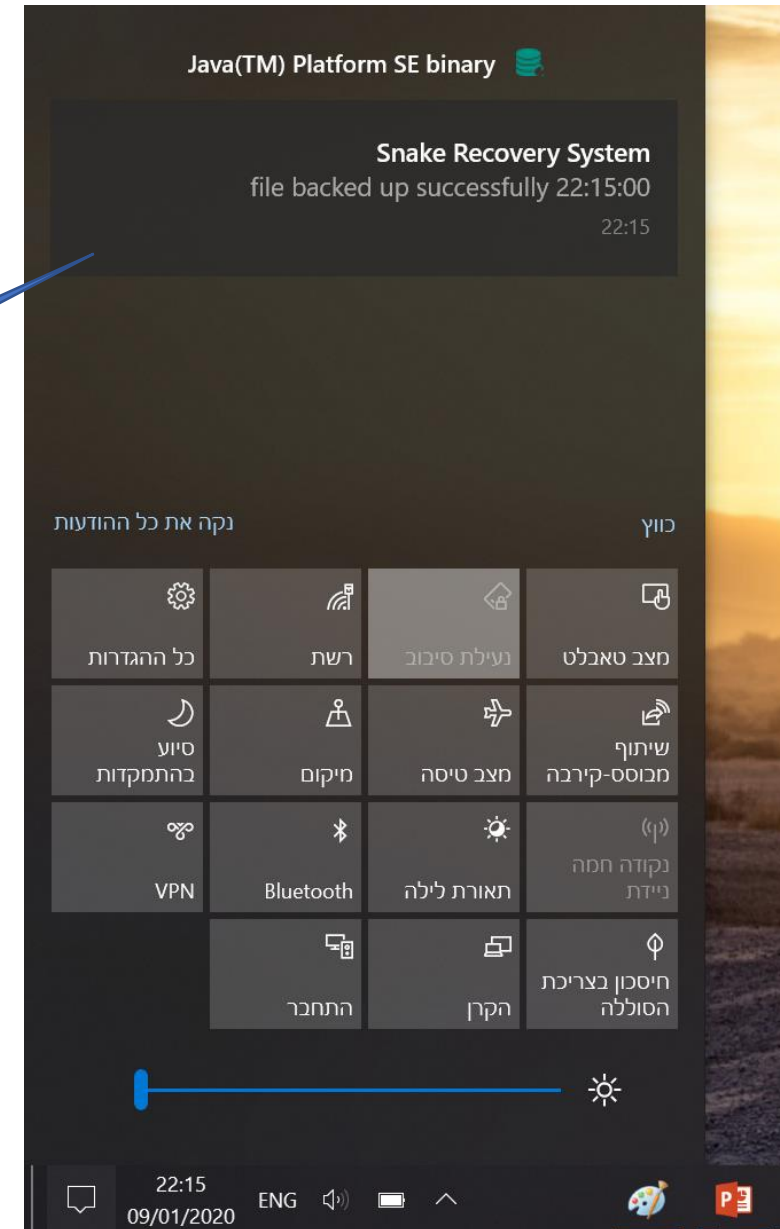 Java(TM) Platform SE binary
Snake Recovery System
file backed up successfully 22:15:00
22:15
כווץ
נקה את כל ההודעות
מצב טאבלט
נעילת סיבוב
רשת
כל ההגדרות
שיתוף
מבוסס-קירבה
מצב טיסה
מיקום
סיוע
בהתמקדות
נקודה חמה
ניידת
תאורת לילה
Bluetooth
VPN
חיסכון בצריכת
הסוללה
הקרן
התחבר
22:15
09/01/2020
ENG
P